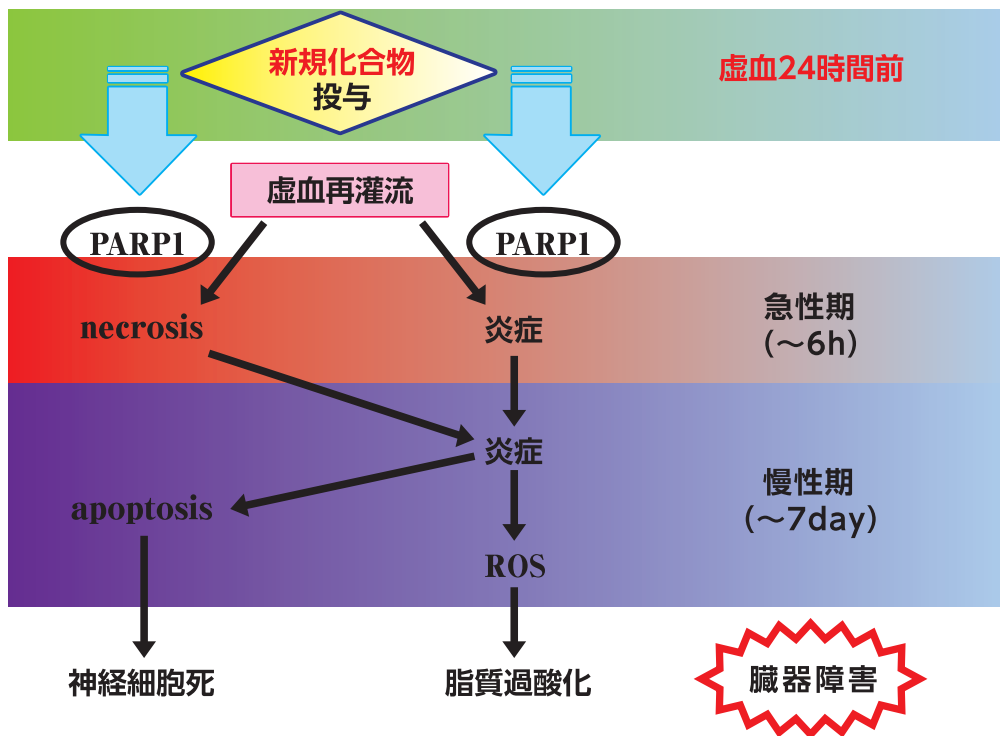 新規化合物
投与
虚血24時間前
虚血再灌流
PARP1
PARP1
necrosis
炎症
急性期
(～6h)
炎症
apoptosis
慢性期
(～7day)
ROS
神経細胞死
脂質過酸化
臓器障害